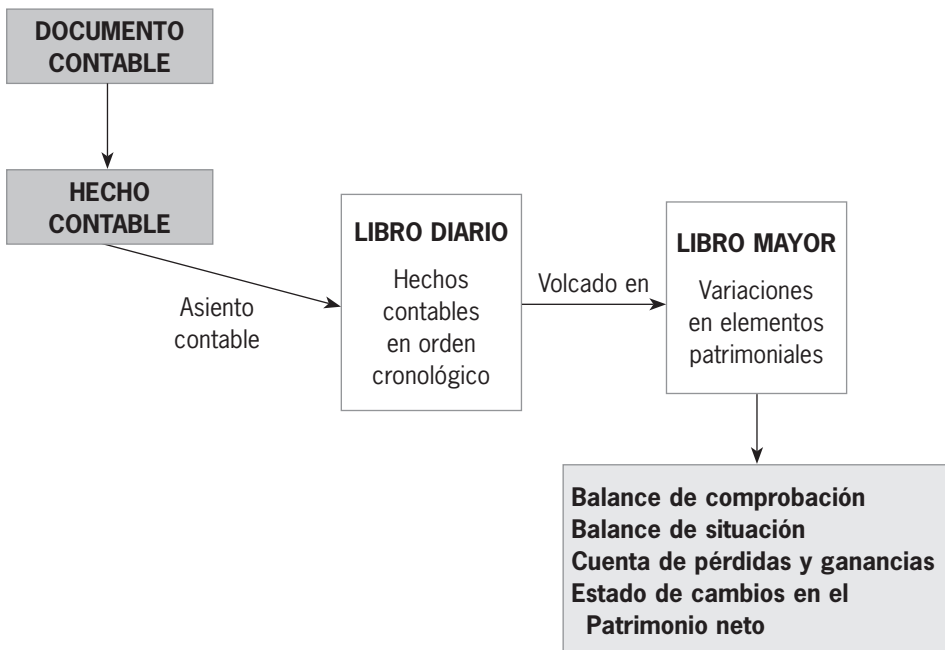 DOCUMENTO
CONTABLE
HECHO
CONTABLE
Asiento
contable
LIBRO DIARIO
Hechos
contables
en orden
cronológico
Volcado en
LIBRO MAYOR
Variaciones
en elementos
patrimoniales
Balance de comprobación
Balance de situación
Cuenta de pérdidas y ganancias
Estado de cambios en el
Patrimonio neto